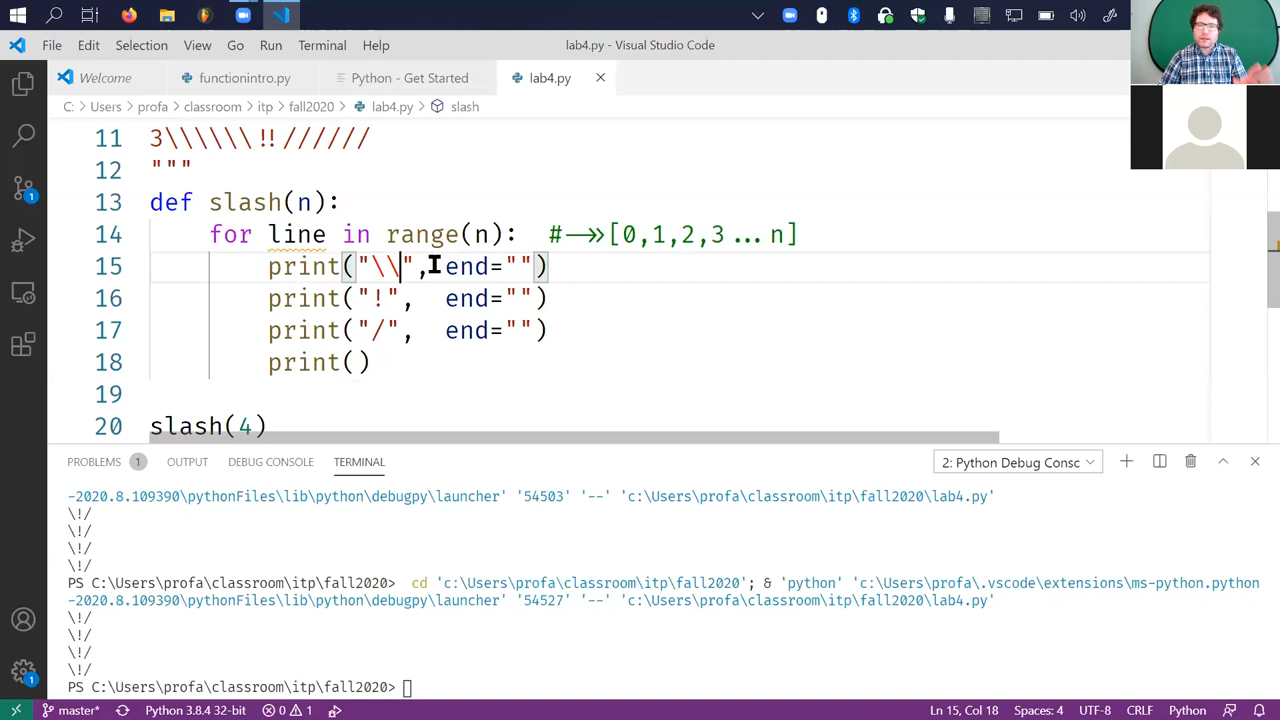 File Edit Selection View Go Run Terminal Help lab4.py - Visual Studio Code
Welcome functionintro.py Python - Get Started lab4.py
C: > Users > profa > classroom > itp > fall2020 > lab4.py > slash
11 3\\\\\\!!//////
12 """
13 def slash(n):
14 for line in range(n): #-->>[0,1,2,3...n]
15 print("\\", end="")
16 print("!", end="")
17 print("/", end="")
18 print()
19
20 slash(4)
PROBLEMS 1 OUTPUT DEBUG CONSOLE TERMINAL 2: Python Debug Consc
-2020.8.109390\pythonFiles\lib\python\debugpy\launcher' '54503' '--' 'c:\Users\profa\classroom\itp\fall2020\lab4.py'
\!/
\!/
\!/
\!/
PS C:\Users\profa\classroom\itp\fall2020> cd 'c:\Users\profa\classroom\itp\fall2020'; & 'python' 'c:\Users\profa\.vscode\extensions\ms-python.python
-2020.8.109390\pythonFiles\lib\python\debugpy\launcher' '54527' '--' 'c:\Users\profa\classroom\itp\fall2020\lab4.py'
\!/
\!/
\!/
\!/
PS C:\Users\profa\classroom\itp\fall2020>
1
1
master* Python 3.8.4 32-bit 0 1 Ln 15, Col 18 Spaces: 4 UTF-8 CRLF Python